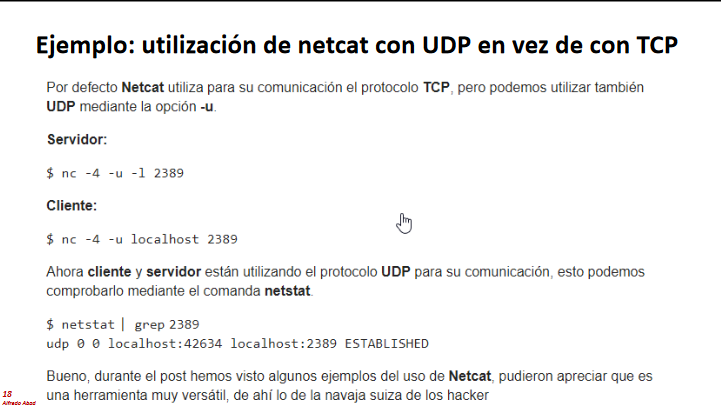 Ejemplo: utilización de netcat con UDP en vez de con TCP
Por defecto Netcat utiliza para su comunicación el protocolo TCP, pero podemos utilizar también
UDP mediante la opción -u.
Servidor:
$ nc -4 -u -l 2389
Cliente:
$ nc -4 -u localhost 2389
Ahora cliente y servidor están utilizando el protocolo UDP para su comunicación, esto podemos
comprobarlo mediante el comanda netstat.
$ netstat | grep 2389
udp 0 0 localhost:42634 localhost:2389 ESTABLISHED
Bueno, durante el post hemos visto algunos ejemplos del uso de Netcat, pudieron apreciar que es
una herramienta muy versátil, de ahí lo de la navaja suiza de los hacker
18
Alfredo Abad